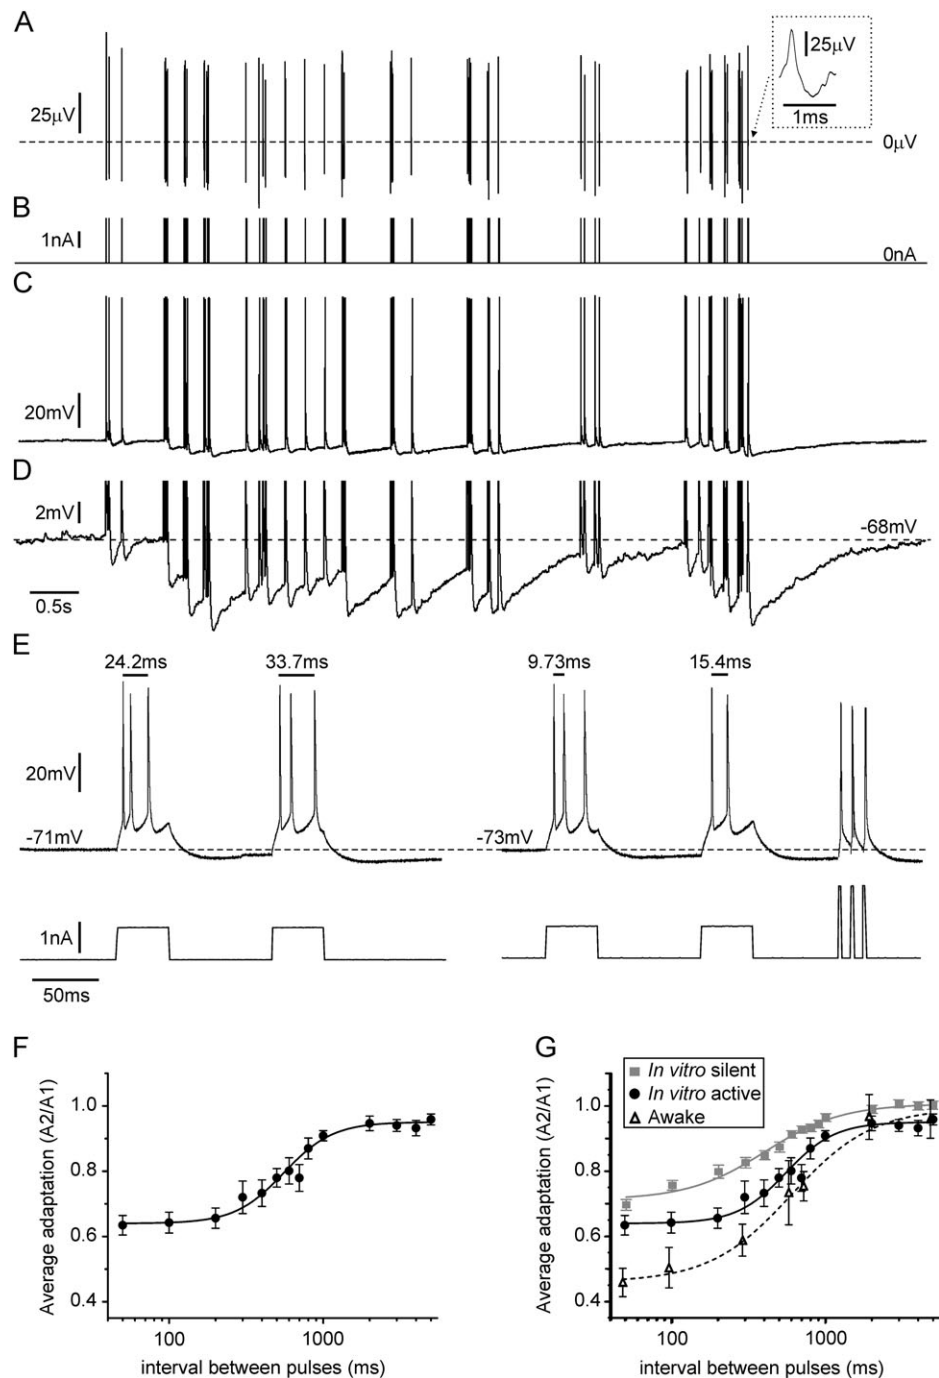 A
25μV
25μV
1ms
0μV
B
1nA
0nA
C
20mV
D
2mV
-68mV
0.5s
E
24.2ms
33.7ms
9.73ms
15.4ms
20mV
-71mV
-73mV
1nA
50ms
F
Average adaptation (A2/A1)
1.0
0.8
0.6
0.4
100
1000
interval between pulses (ms)
G
In vitro silent
In vitro active
Awake
Average adaptation (A2/A1)
1.0
0.8
0.6
0.4
100
1000
interval between pulses (ms)